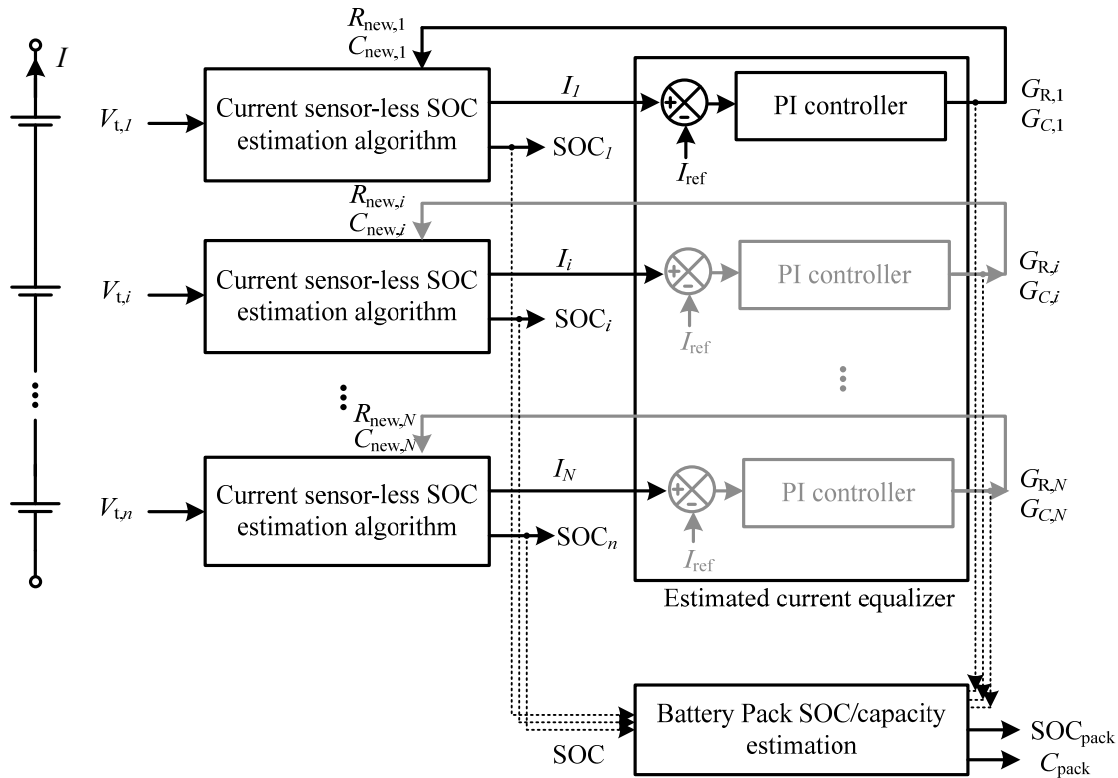 I
V_t,1
R_new,1
C_new,1
Current sensor-less SOC
estimation algorithm
I_1
SOC_1
+
-
I_ref
PI controller
G_R,1
G_C,1
V_t,i
R_new,i
C_new,i
Current sensor-less SOC
estimation algorithm
I_i
SOC_i
+
-
I_ref
PI controller
G_R,i
G_C,i
V_t,n
R_new,N
C_new,N
Current sensor-less SOC
estimation algorithm
I_N
SOC_n
+
-
I_ref
PI controller
G_R,N
G_C,N
Estimated current equalizer
SOC
Battery Pack SOC/capacity
estimation
SOC_pack
C_pack